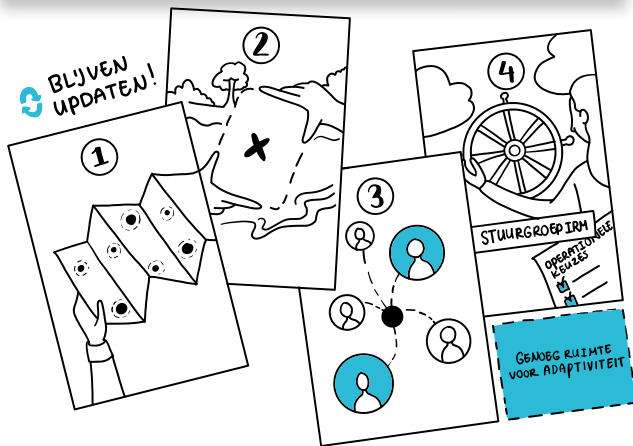 BLIJVEN
UPDATEN!
1
2
3
4
STUURGROEP IRM
OPERATIONELE
KEUZES
GENOEG RUIMTE
VOOR ADAPTIVITEIT